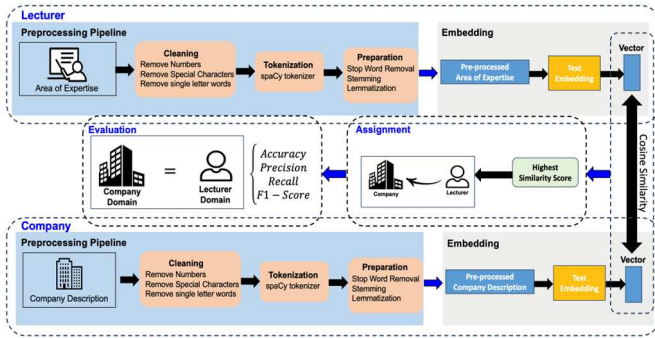 Lecturer
Preprocessing Pipeline
Area of Expertise
Cleaning
Remove Numbers
Remove Special Characters
Remove single letter words
Tokenization
spaCy tokenizer
Preparation
Stop Word Removal
Stemming
Lemmatization
Embedding
Pre-processed
Area of Expertise
Text
Embedding
Vector
Evaluation
Company
Domain
=
Lecturer
Domain
Accuracy
Precision
Recall
F1 – Score
Assignment
Company
Lecturer
Highest
Similarity Score
Cosine Similarity
Company
Preprocessing Pipeline
Company Description
Cleaning
Remove Numbers
Remove Special Characters
Remove single letter words
Tokenization
spaCy tokenizer
Preparation
Stop Word Removal
Stemming
Lemmatization
Embedding
Pre-processed
Company Description
Text
Embedding
Vector